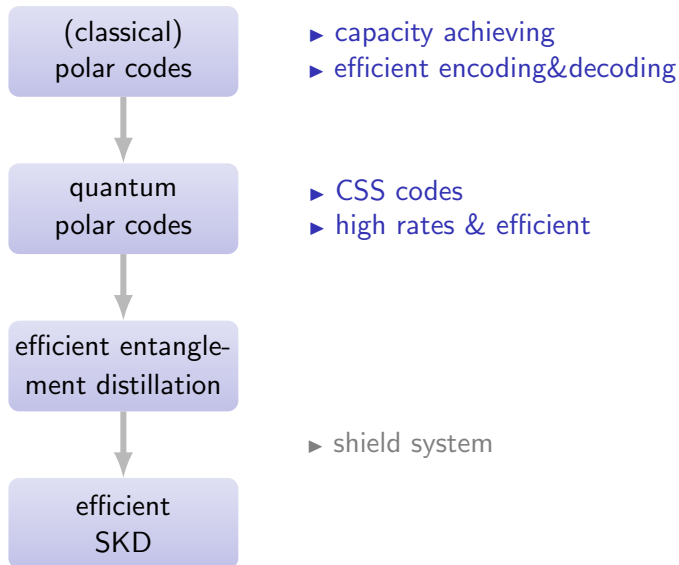 (classical)
polar codes
► capacity achieving
► efficient encoding&decoding
quantum
polar codes
► CSS codes
► high rates & efficient
efficient entangle-
ment distillation
► shield system
efficient
SKD